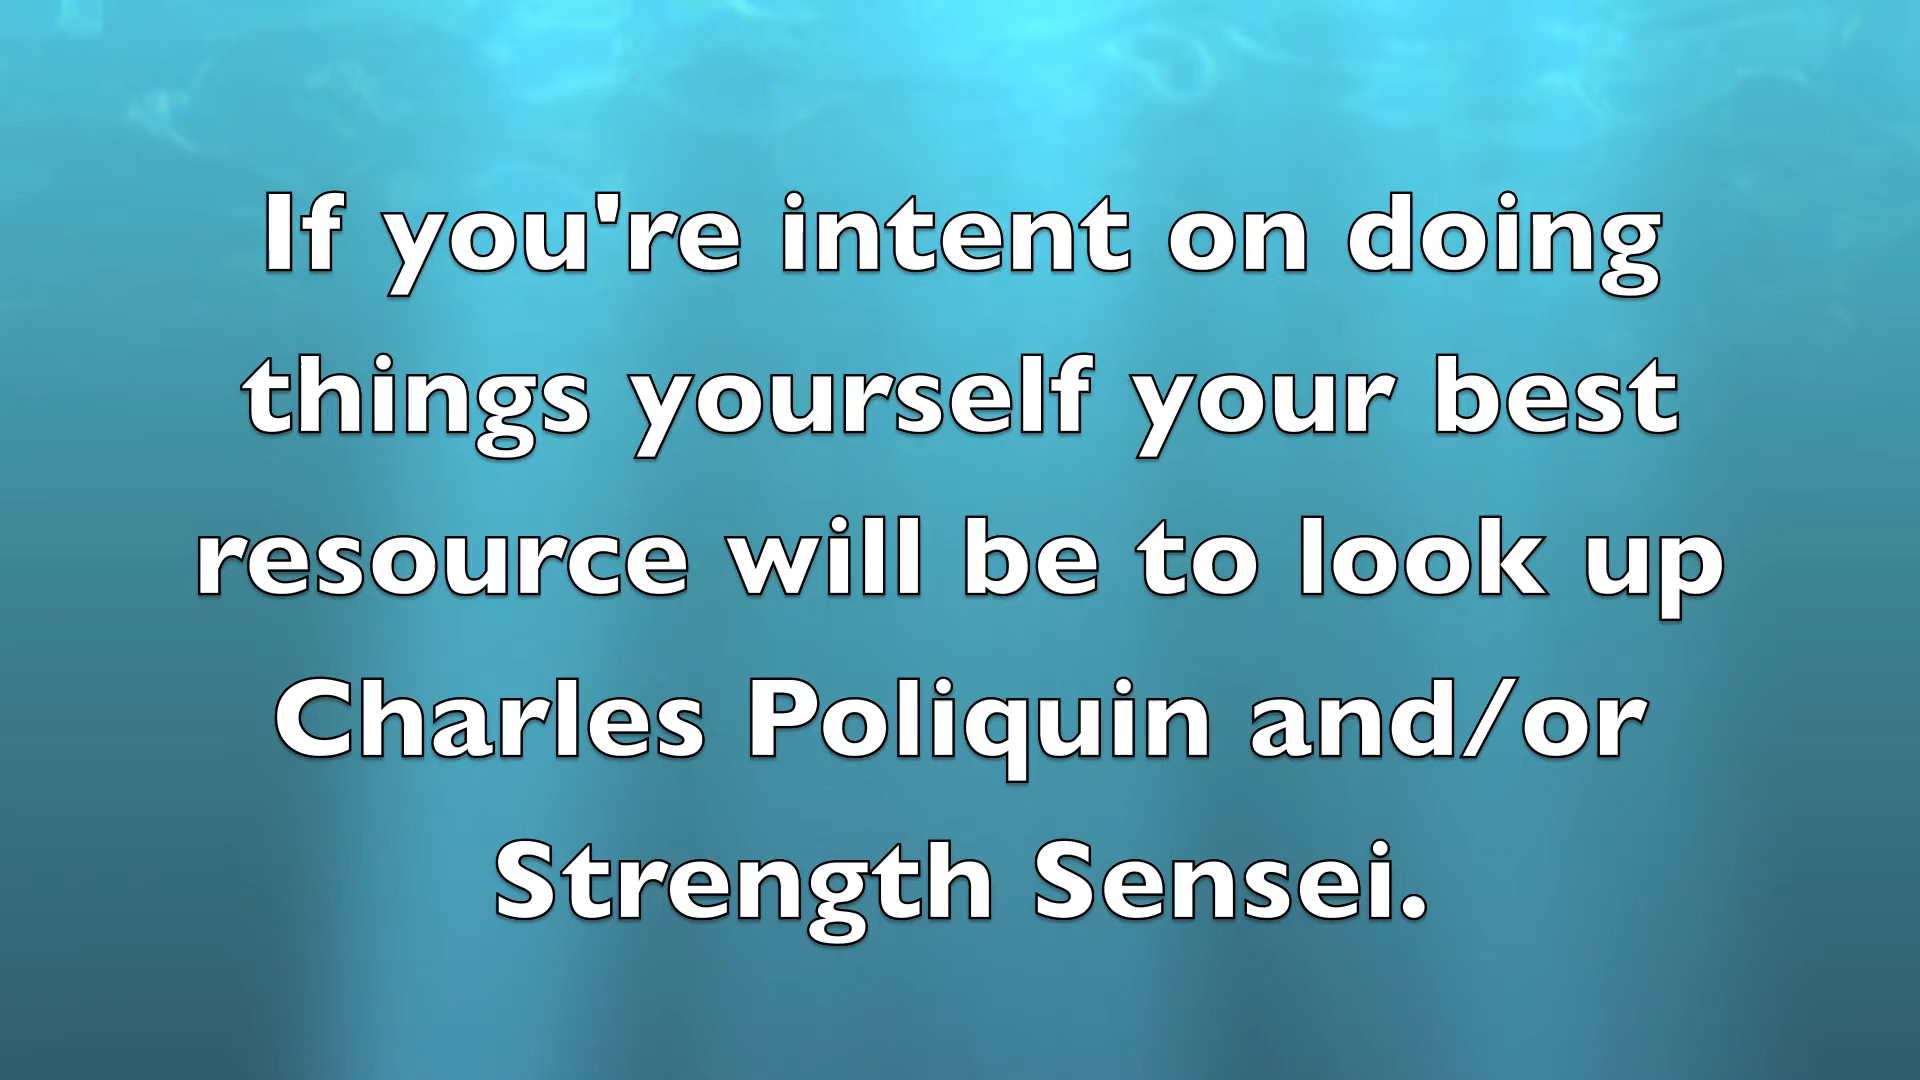 If you're intent on doing
things yourself your best
resource will be to look up
Charles Poliquin and/or
Strength Sensei.